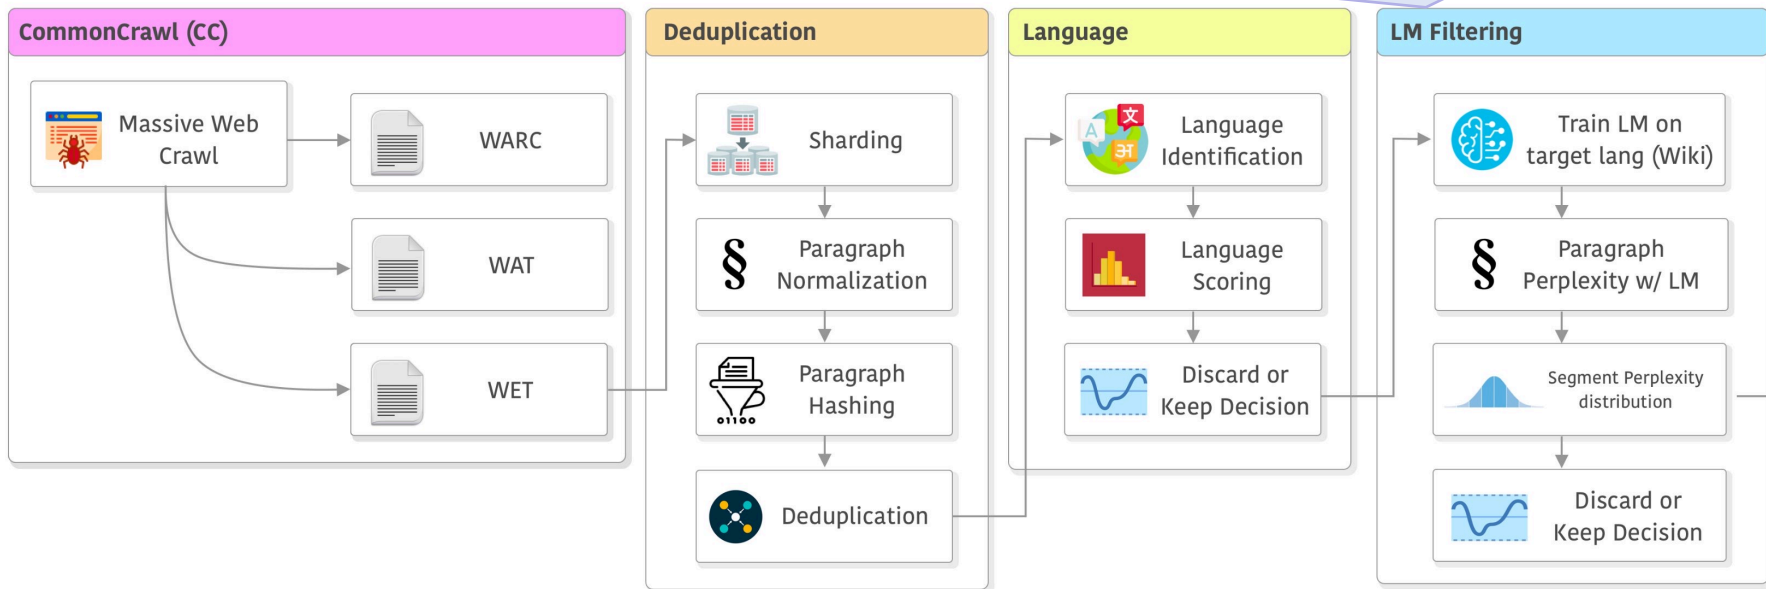 CommonCrawl (CC)
Massive Web
Crawl
WARC
WAT
WET
Deduplication
Sharding
§ Paragraph
Normalization
Paragraph
Hashing
01100
Deduplication
Language
A
文
अ
Language
Identification
Language
Scoring
Discard or
Keep Decision
LM Filtering
Train LM on
target lang (Wiki)
§ Paragraph
Perplexity w/ LM
Segment Perplexity
distribution
Discard or
Keep Decision